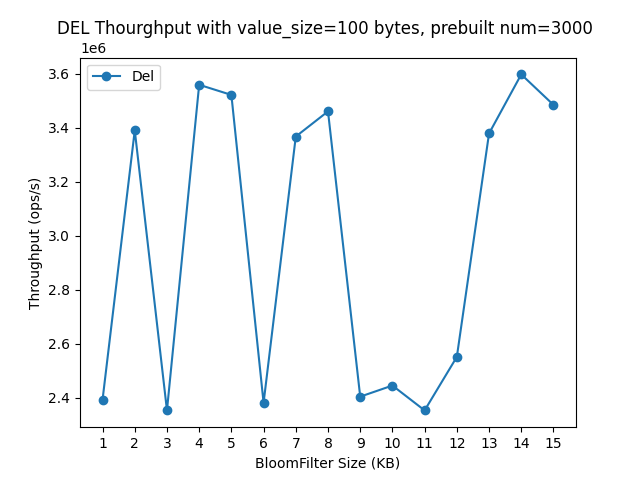 DEL Thourghput with value_size=100 bytes, prebuilt num=3000
1e6
Del
3.6
3.4
3.2
3.0
2.8
2.6
2.4
Throughput (ops/s)
1 2 3 4 5 6 7 8 9 10 11 12 13 14 15
BloomFilter Size (KB)